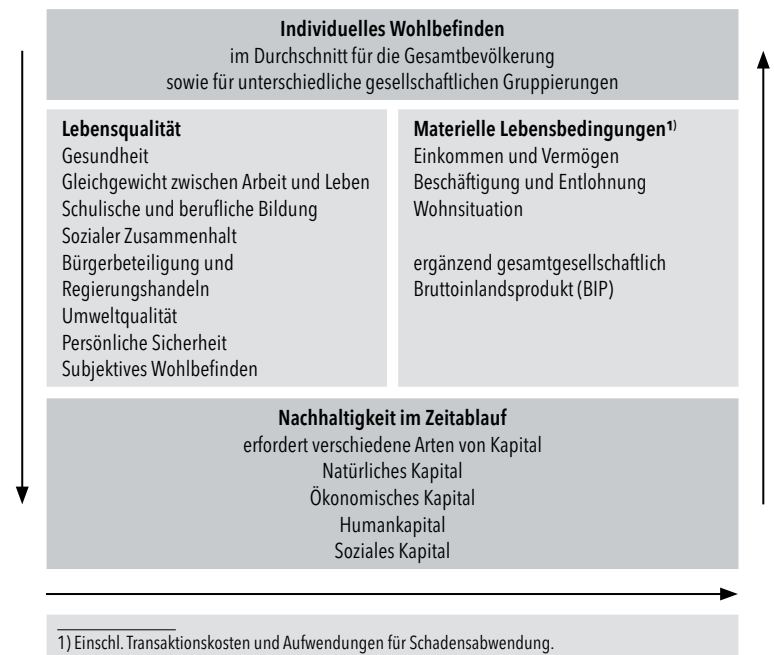 Individuelles Wohlbefinden
im Durchschnitt für die Gesamtbevölkerung
sowie für unterschiedliche gesellschaftlichen Gruppierungen
Lebensqualität
Gesundheit
Gleichgewicht zwischen Arbeit und Leben
Schulische und berufliche Bildung
Sozialer Zusammenhalt
Bürgerbeteiligung und
Regierungshandeln
Umweltqualität
Persönliche Sicherheit
Subjektives Wohlbefinden
Materielle Lebensbedingungen¹⁾
Einkommen und Vermögen
Beschäftigung und Entlohnung
Wohnsituation
ergänzend gesamtgesellschaftlich
Bruttoinlandsprodukt (BIP)
Nachhaltigkeit im Zeitablauf
erfordert verschiedene Arten von Kapital
Natürliches Kapital
Ökonomisches Kapital
Humankapital
Soziales Kapital
1) Einschl. Transaktionskosten und Aufwendungen für Schadensabwendung.